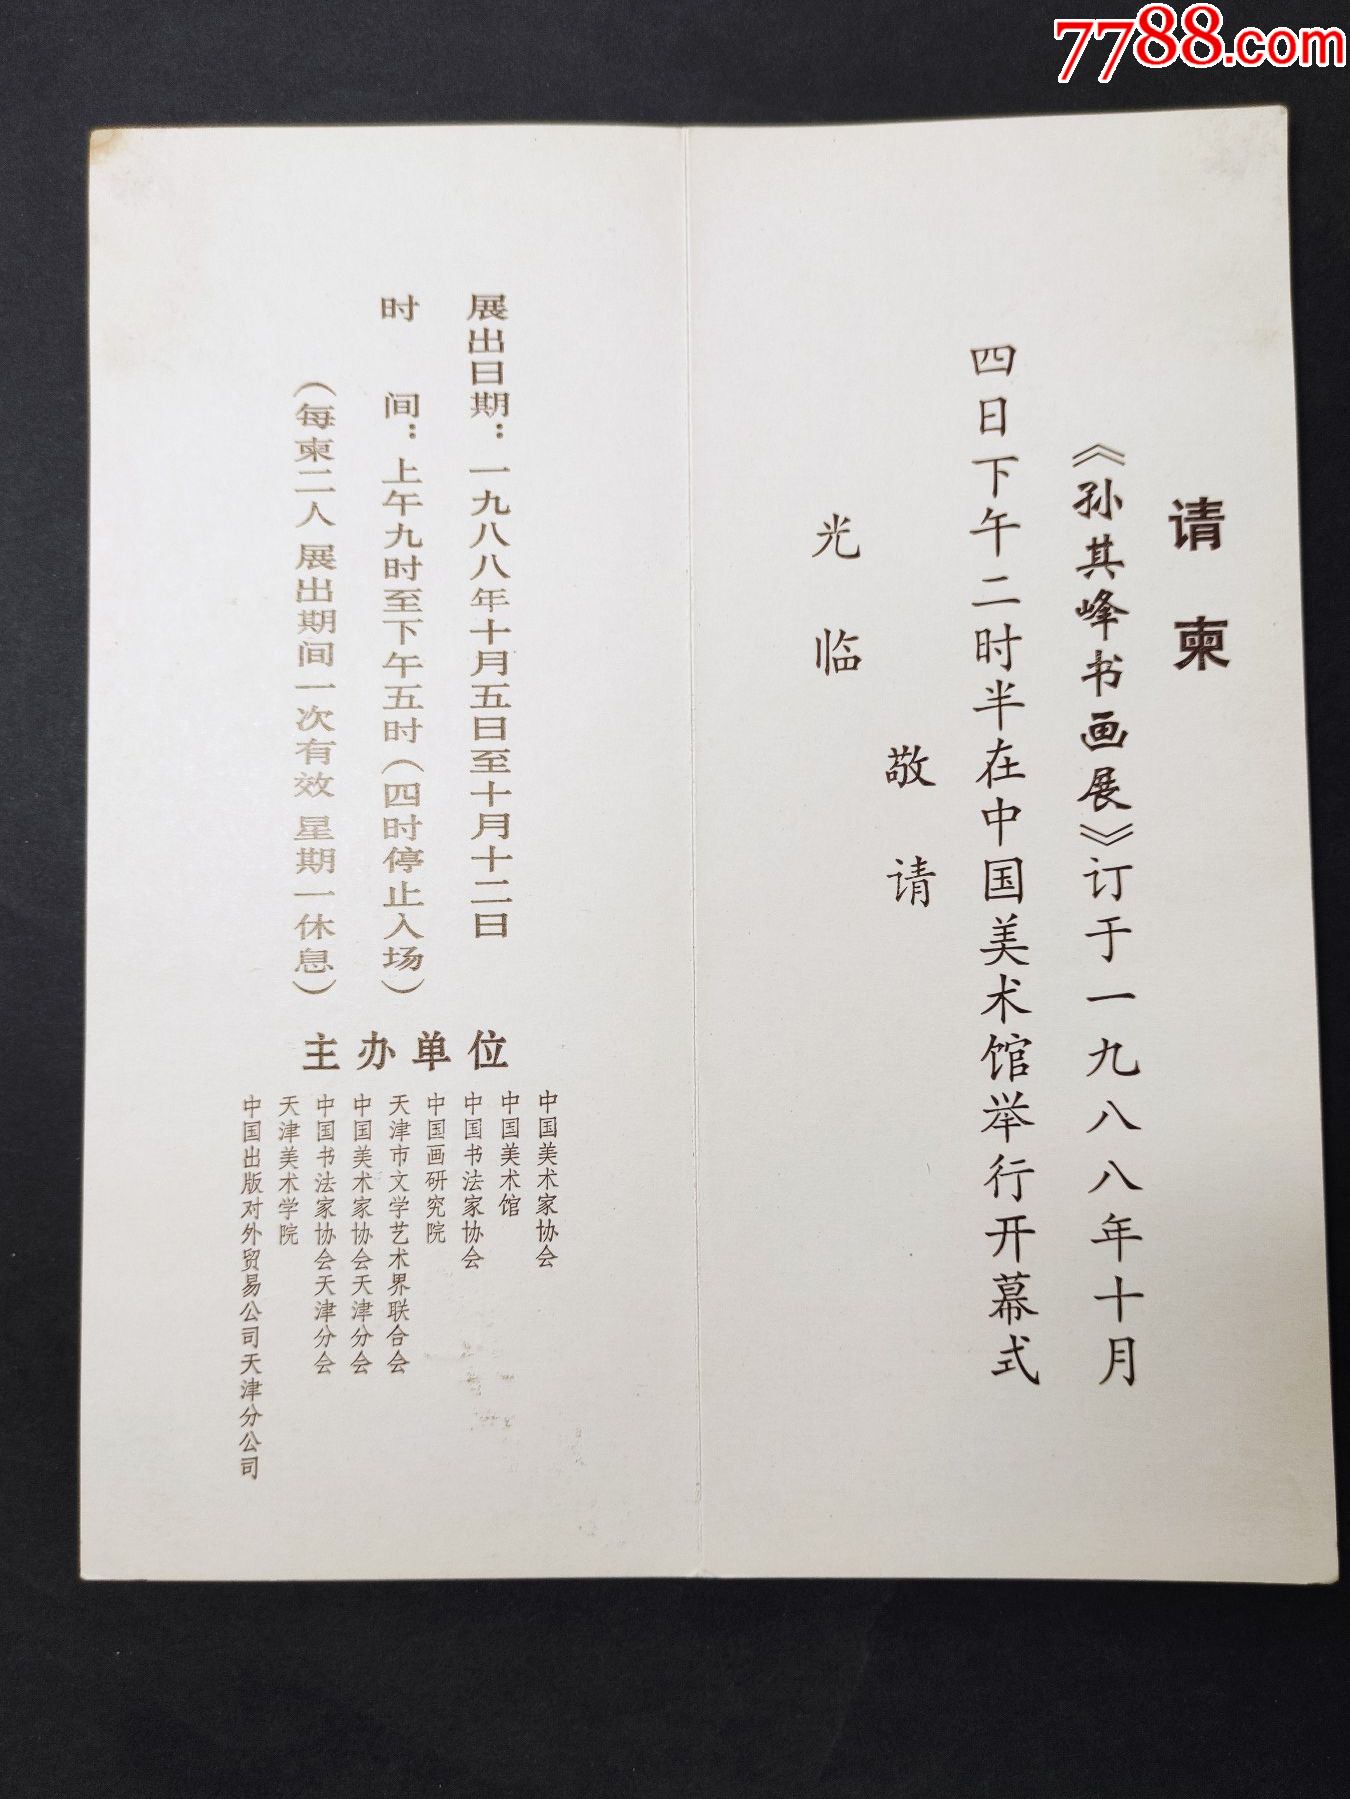 7788.com
请柬
《孙其峰书画展》订于一九八八年十月
四日下午二时半在中国美术馆举行开幕式
敬请
光临
展出日期：一九八八年十月五日至十月十二日
时　间：上午九时至下午五时（四时停止入场）
（每柬二人 展出期间一次有效 星期一休息）
主办单位
中国美术家协会
中国美术馆
中国书法家协会
中国画研究院
天津市文学艺术界联合会
中国美术家协会天津分会
中国书法家协会天津分会
天津美术学院
中国出版对外贸易公司天津分公司